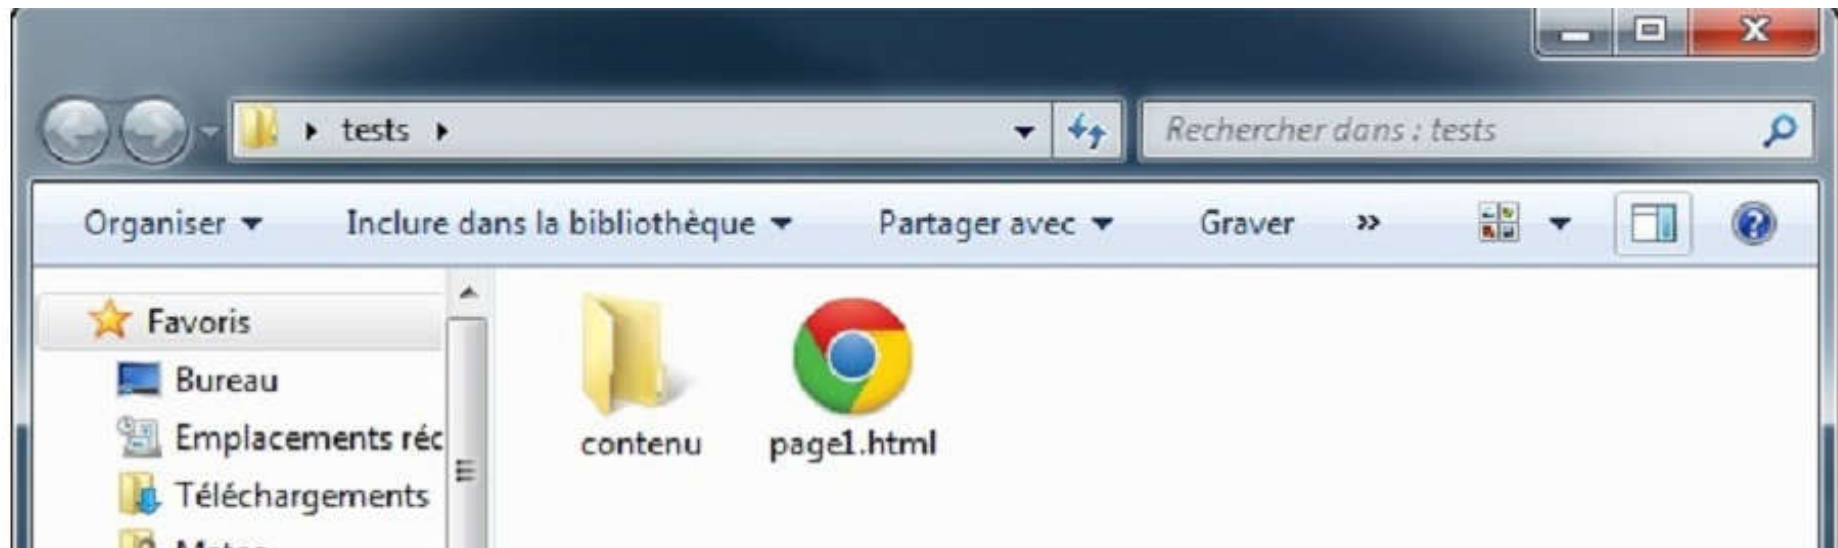 tests
Rechercher dans : tests
Organiser
Inclure dans la bibliothèque
Partager avec
Graver
Favoris
Bureau
Emplacements réc
Téléchargements
contenu
page1.html